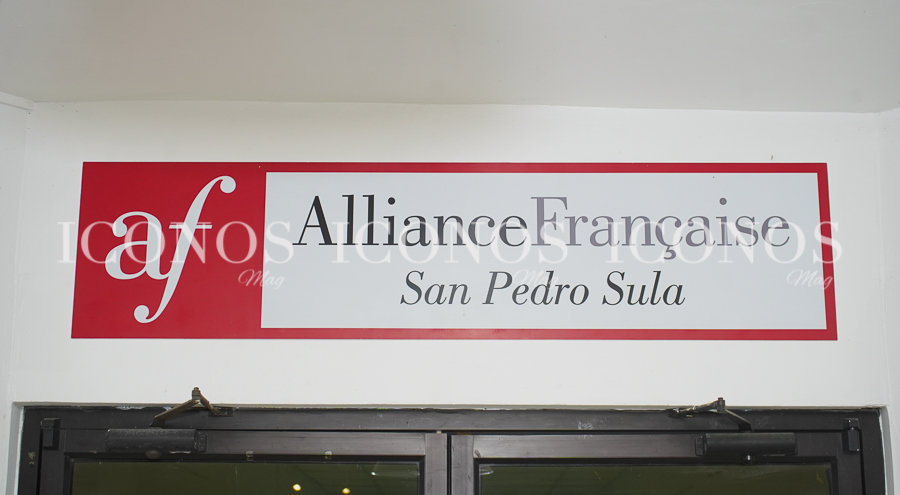 af
AllianceFrançaise
San Pedro Sula
ICONOS ICONOS ICONOS
Mag Mag Mag